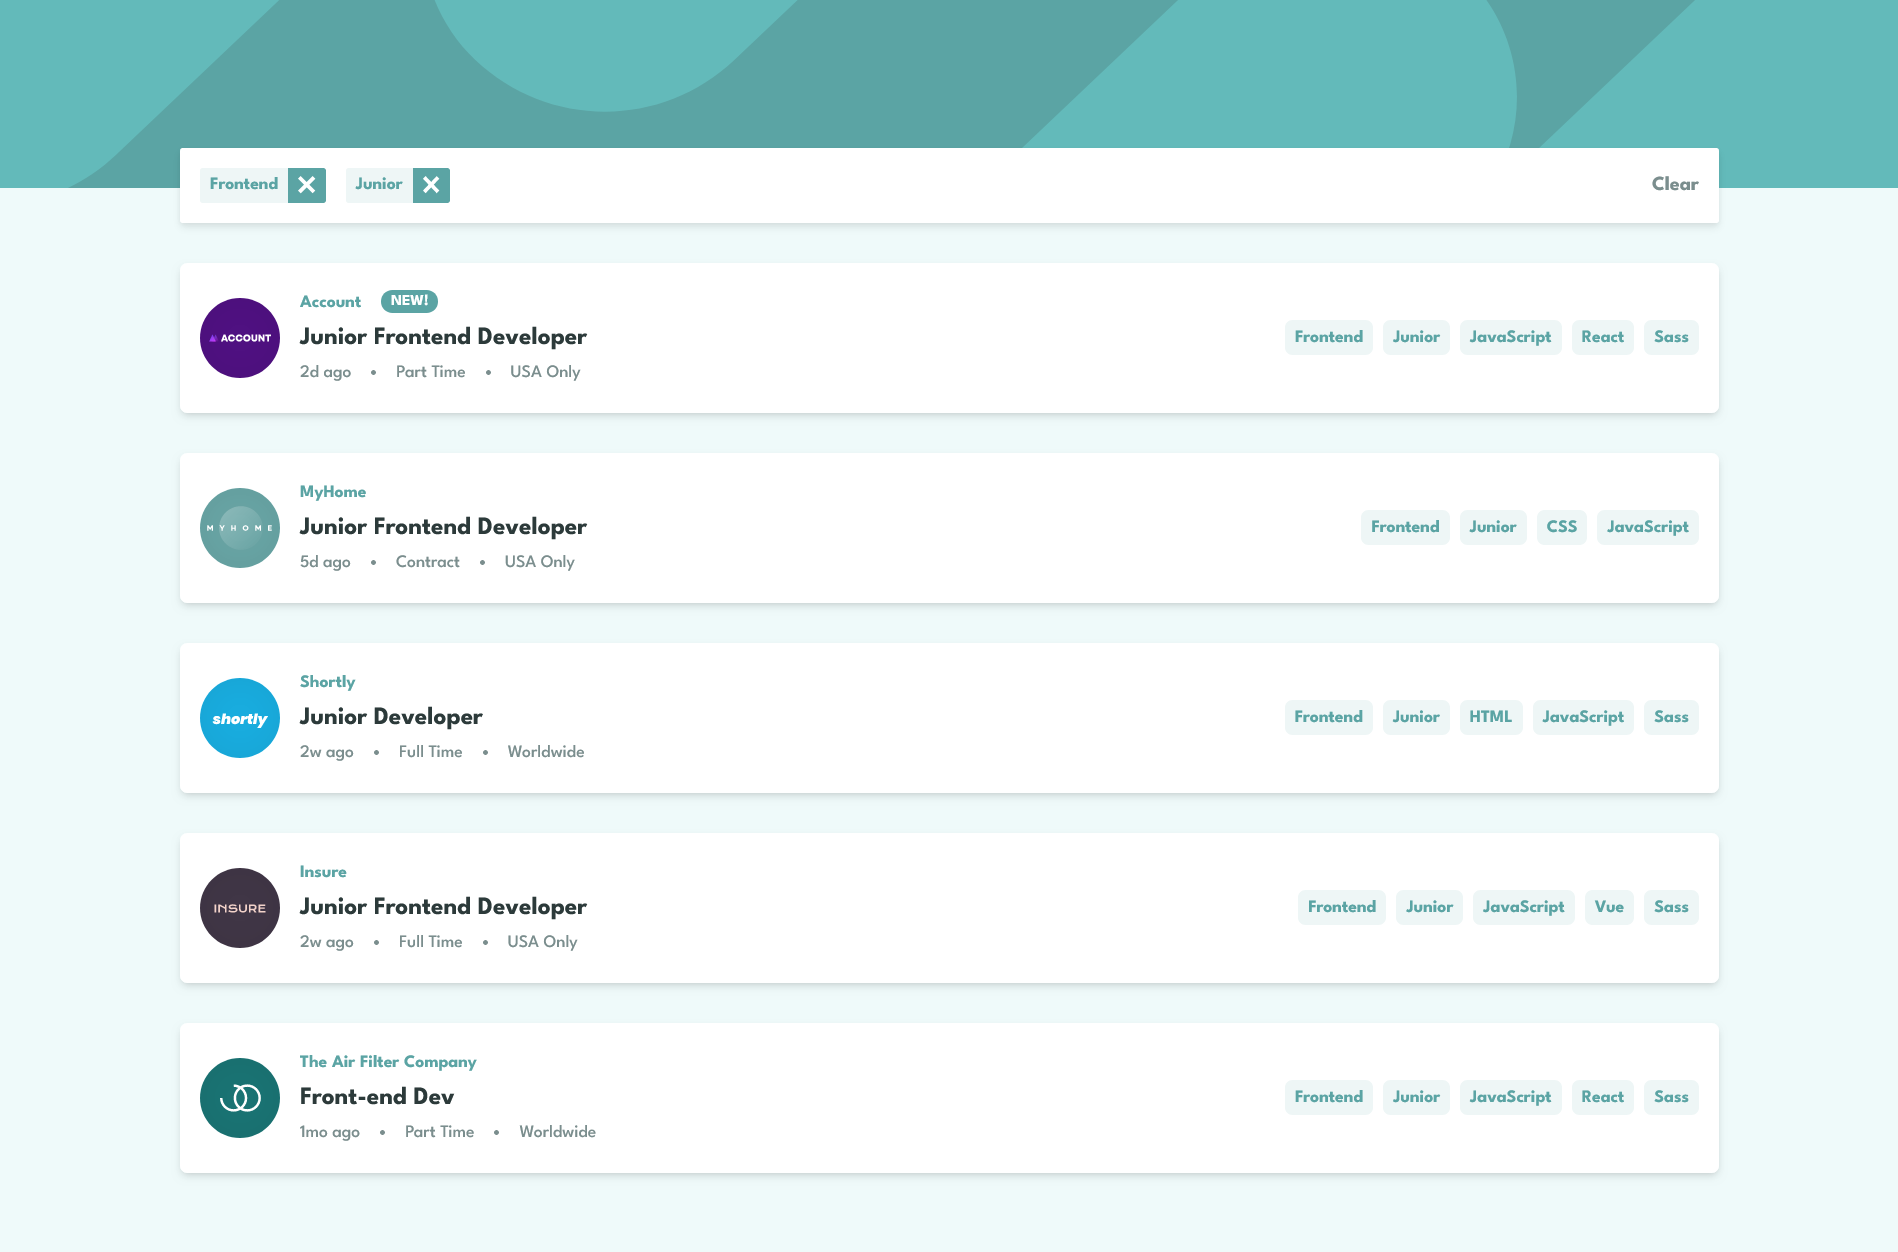 Frontend Junior Clear
Account NEW!
ACCOUNT
Junior Frontend Developer
Frontend Junior JavaScript React Sass
2d ago • Part Time • USA Only
MyHome
MYHOME
Junior Frontend Developer
Frontend Junior CSS JavaScript
5d ago • Contract • USA Only
Shortly
shortly
Junior Developer
Frontend Junior HTML JavaScript Sass
2w ago • Full Time • Worldwide
Insure
INSURE
Junior Frontend Developer
Frontend Junior JavaScript Vue Sass
2w ago • Full Time • USA Only
The Air Filter Company
Front-end Dev
Frontend Junior JavaScript React Sass
1mo ago • Part Time • Worldwide